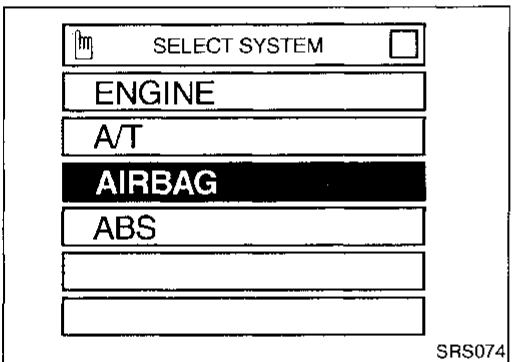 SELECT SYSTEM
ENGINE
A/T
AIRBAG
ABS
SRS074